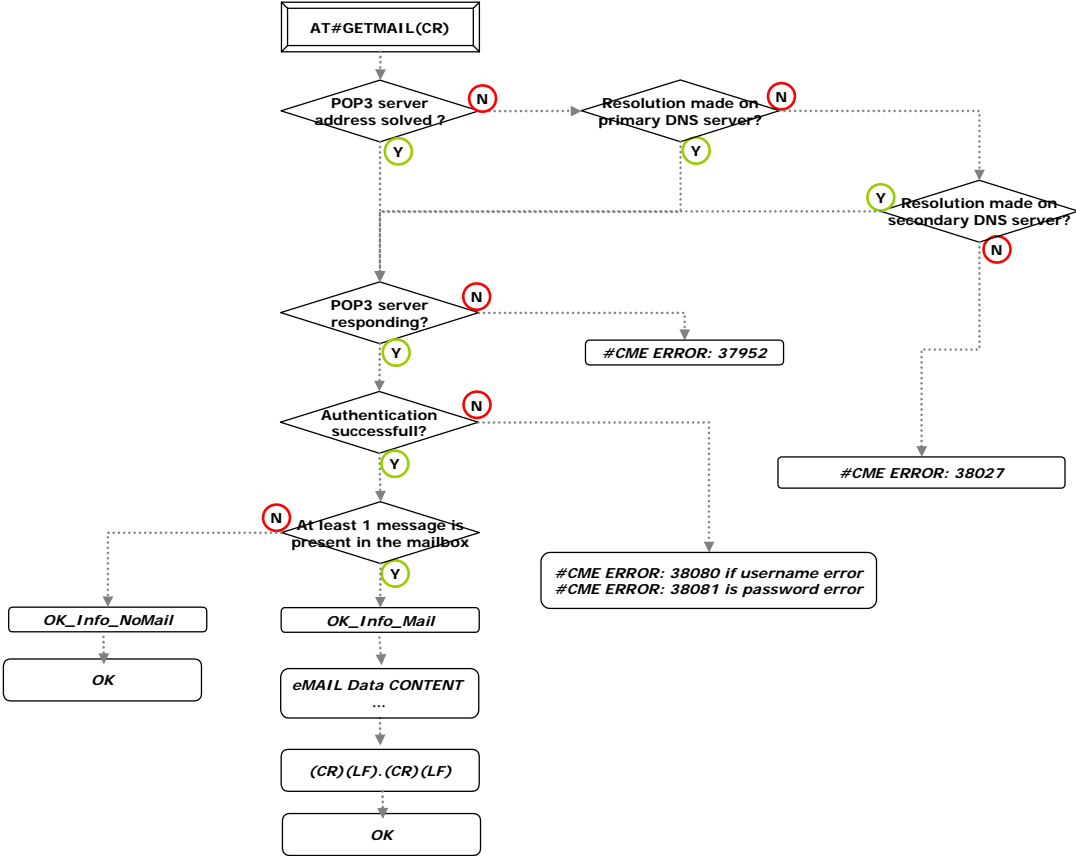 AT#GETMAIL(CR)
POP3 server
address solved ?
N
Y
Resolution made on
primary DNS server?
N
Y
Resolution made on
secondary DNS server?
Y
N
POP3 server
responding?
N
Y
#CME ERROR: 37952
Authentication
successfull?
N
Y
#CME ERROR: 38027
At least 1 message is
present in the mailbox
N
Y
#CME ERROR: 38080 if username error
#CME ERROR: 38081 is password error
OK_Info_NoMail
OK
OK_Info_Mail
eMAIL Data CONTENT
...
(CR)(LF).(CR)(LF)
OK